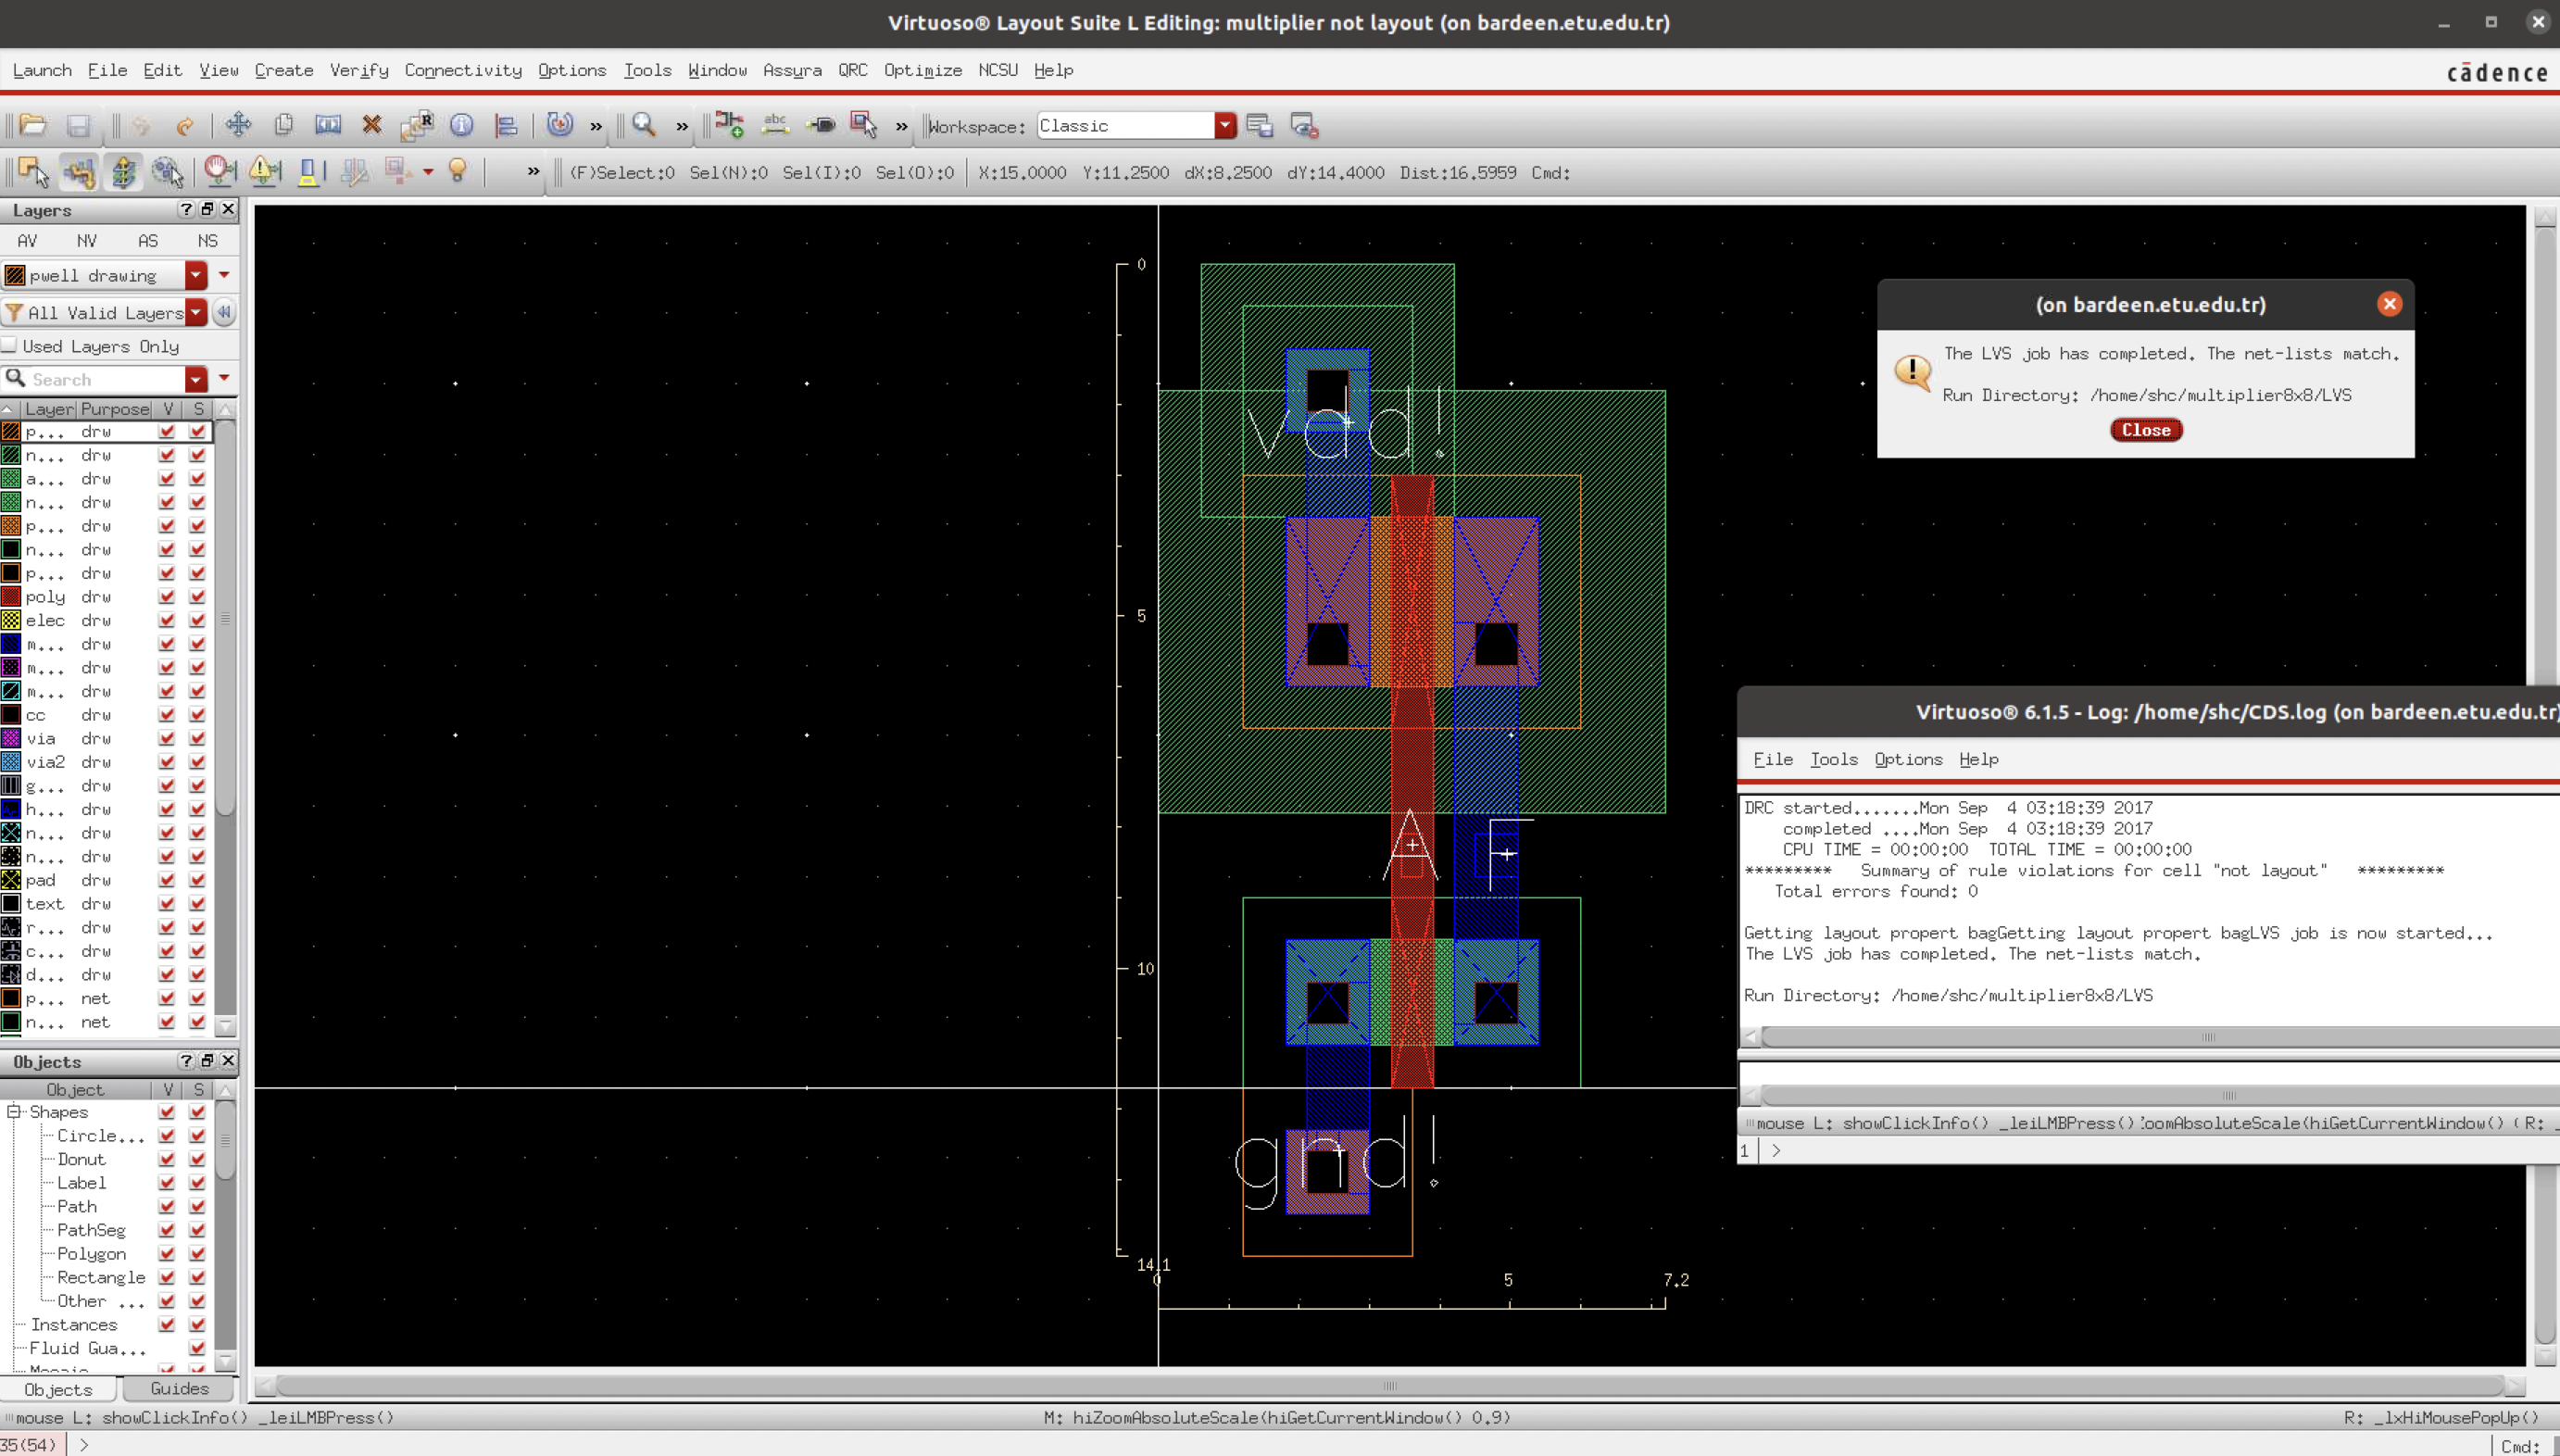 Virtuoso® Layout Suite L Editing: multiplier not layout (on bardeen.etu.edu.tr)
Launch File Edit View Create Verify Connectivity Options Tools Window Assura QRC Optimize NCSU Help
cādence
Workspace: Classic
(F)Select:0 Sel(N):0 Sel(I):0 Sel(O):0 X:15.0000 Y:11.2500 dX:8.2500 dY:14.4000 Dist:16.5959 Cmd:
Layers
AV NV AS NS
pwell drawing
All Valid Layers
Used Layers Only
Search
Layer Purpose V S
p... drw
n... drw
a... drw
n... drw
p... drw
n... drw
p... drw
poly drw
elec drw
m... drw
m... drw
m... drw
cc drw
via drw
via2 drw
g... drw
h... drw
n... drw
n... drw
pad drw
text drw
r... drw
c... drw
d... drw
p... net
n... net
Objects
Object V S
Shapes
Circle...
Donut
Label
Path
PathSeg
Polygon
Rectangle
Other ...
Instances
Fluid Gua...
Mosaic
Objects Guides
0
5
10
14.1
0 5 7.2
vdd!
A F
gnd!
(on bardeen.etu.edu.tr)
The LVS job has completed. The net-lists match.
Run Directory: /home/shc/multiplier8x8/LVS
Close
Virtuoso® 6.1.5 - Log: /home/shc/CDS.log (on bardeen.etu.edu.tr)
File Tools Options Help
DRC started.......Mon Sep 4 03:18:39 2017
completed ....Mon Sep 4 03:18:39 2017
CPU TIME = 00:00:00 TOTAL TIME = 00:00:00
********* Summary of rule violations for cell "not layout" *********
Total errors found: 0
Getting layout propert bagGetting layout propert bagLVS job is now started...
The LVS job has completed. The net-lists match.
Run Directory: /home/shc/multiplier8x8/LVS
mouse L: showClickInfo() _leiLMBPress() ZoomAbsoluteScale(hiGetCurrentWindow() ( R: _
1 >
mouse L: showClickInfo() _leiLMBPress() M: hiZoomAbsoluteScale(hiGetCurrentWindow() 0.9) R: _lxHiMousePopUp()
35(54) > Cmd: